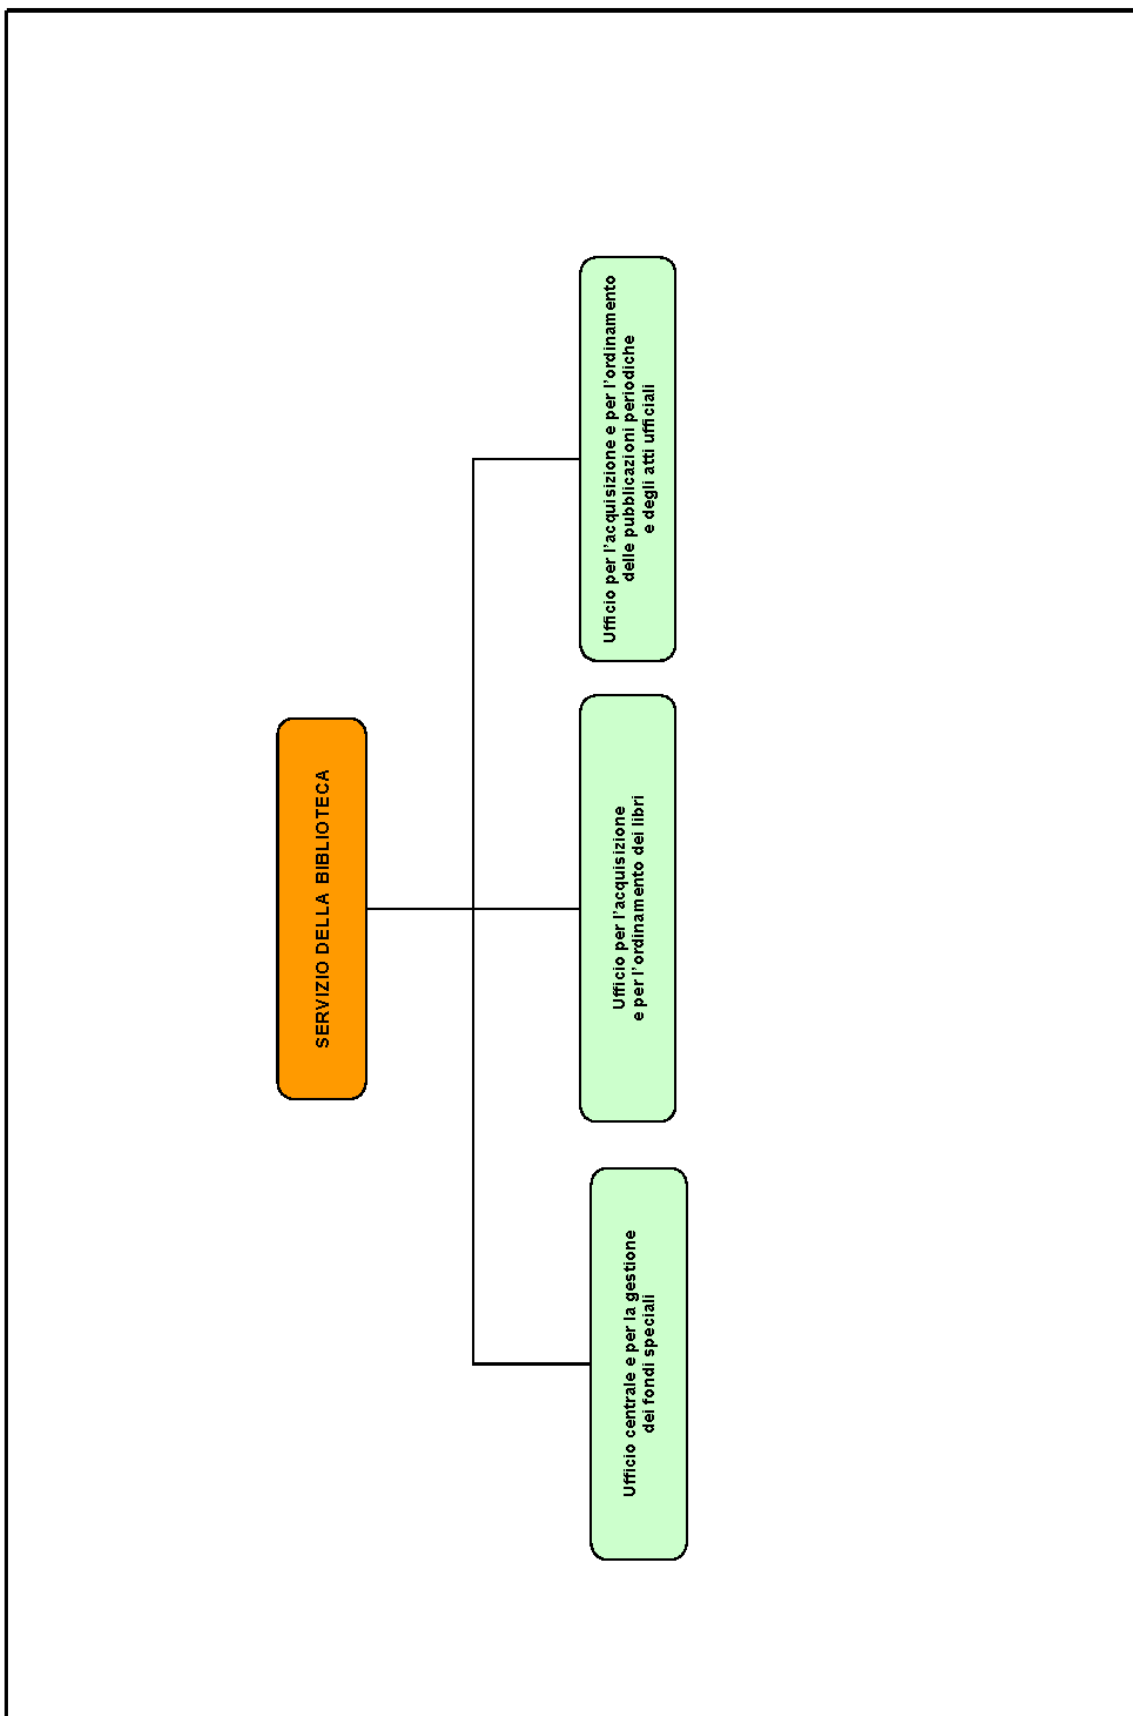 SERVIZIO DELLA BIBLIOTECA
Ufficio centrale e per la gestione
dei fondi speciali
Ufficio per l'acquisizione
e per l'ordinamento dei libri
Ufficio per l'acquisizione e per l'ordinamento
delle pubblicazioni periodiche
e degli atti ufficiali